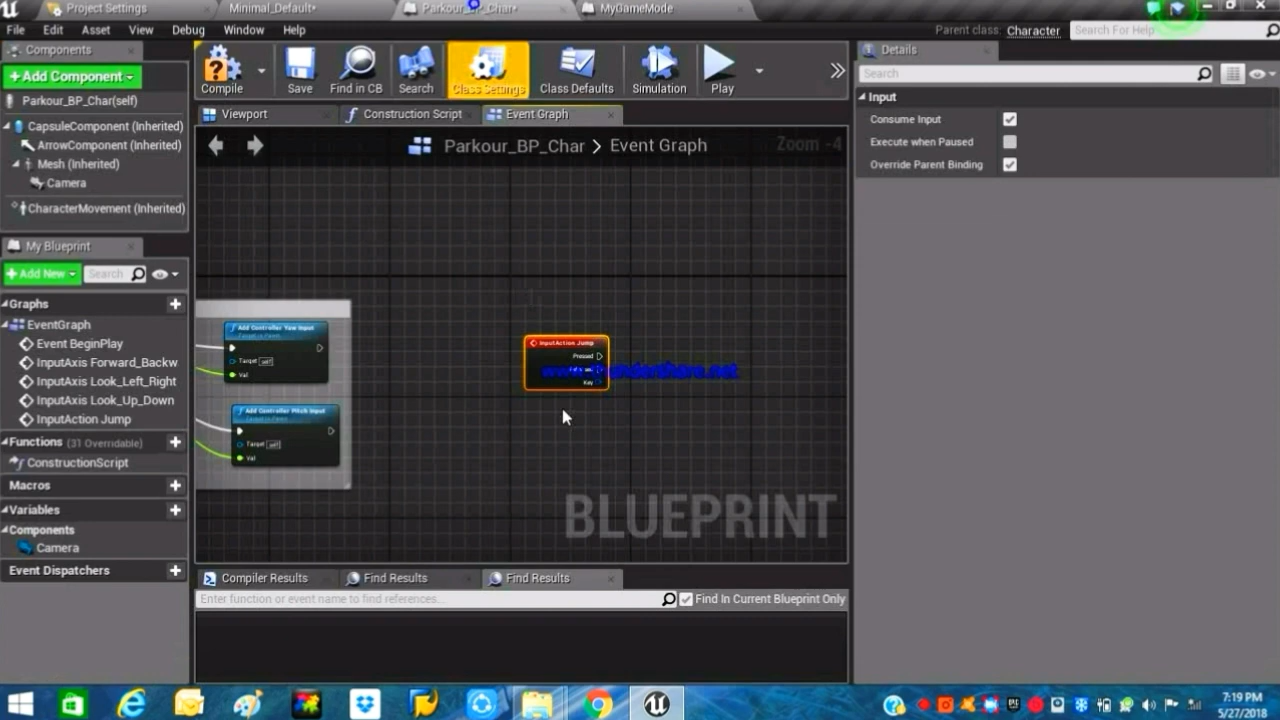 Project Settings
Minimal_Default*
Parkour_BP_Char*
MyGameMode
File Edit Asset View Debug Window Help
Parent class: Character
Search For Help
Components
+Add Component
Parkour_BP_Char(self)
CapsuleComponent (Inherited)
ArrowComponent (Inherited)
Mesh (Inherited)
Camera
CharacterMovement (Inherited)
My Blueprint
+Add New
Search
Graphs
EventGraph
Event BeginPlay
InputAxis Forward_Backw
InputAxis Look_Left_Right
InputAxis Look_Up_Down
InputAction Jump
Functions (31 Overridable)
ConstructionScript
Macros
Variables
Components
Camera
Event Dispatchers
Compile
Save
Find in CB
Search
Class Settings
Class Defaults
Simulation
Play
Viewport
Construction Script
Event Graph
Parkour_BP_Char > Event Graph
Zoom -4
Add Controller Yaw Input
Target is Pawn
Target self
Val
Add Controller Pitch Input
Target is Pawn
Target self
Val
InputAction Jump
Pressed
Key
BLUEPRINT
Compiler Results
Find Results
Find Results
Enter function or event name to find references...
Find In Current Blueprint Only
Details
Search
Input
Consume Input
Execute when Paused
Override Parent Binding
7:19 PM
5/27/2018